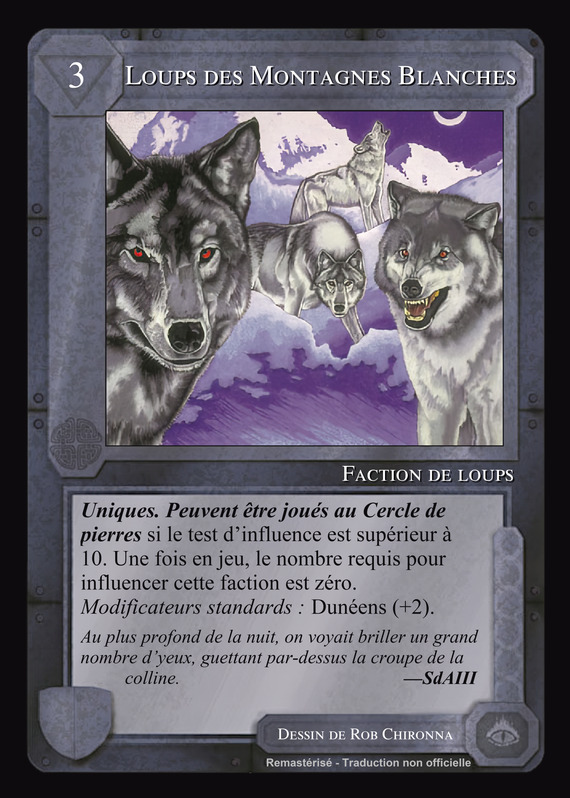 3
Loups des Montagnes Blanches
Faction de loups
Uniques. Peuvent être joués au Cercle de
pierres si le test d'influence est supérieur à
10. Une fois en jeu, le nombre requis pour
influencer cette faction est zéro.
Modificateurs standards : Dunéens (+2).
Au plus profond de la nuit, on voyait briller un grand
nombre d'yeux, guettant par-dessus la croupe de la
colline. —SdAIII
Dessin de Rob Chironna
Remastérisé - Traduction non officielle